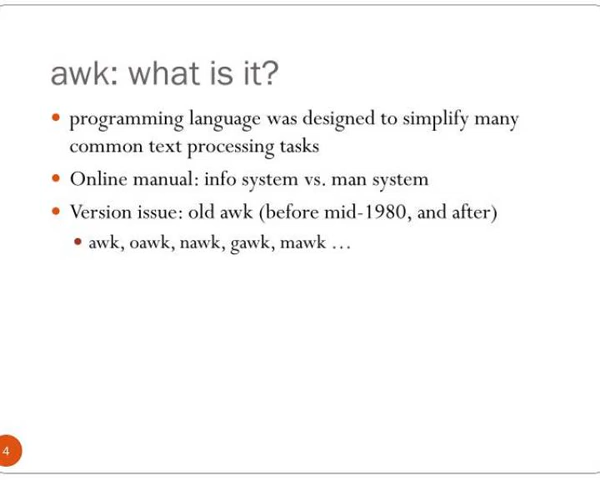 awk: what is it?
programming language was designed to simplify many
common text processing tasks
Online manual: info system vs. man system
Version issue: old awk (before mid-1980, and after)
awk, oawk, nawk, gawk, mawk …
4